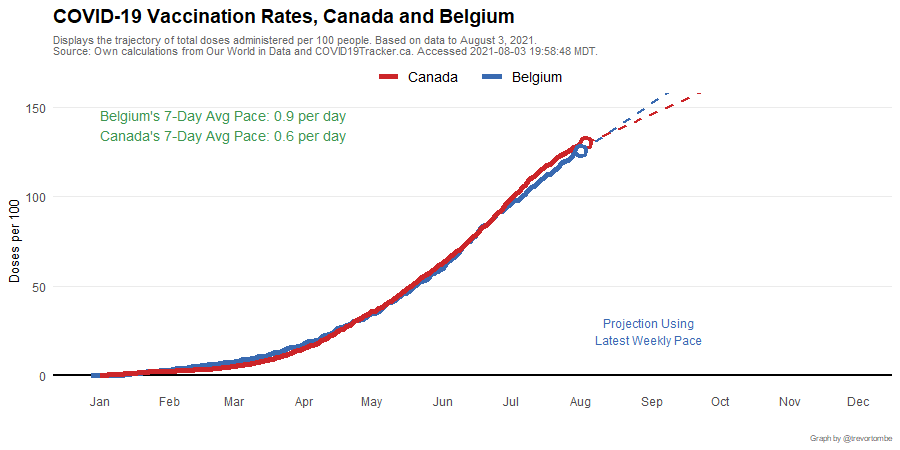 COVID-19 Vaccination Rates, Canada and Belgium
Displays the trajectory of total doses administered per 100 people. Based on data to August 3, 2021.
Source: Own calculations from Our World in Data and COVID19Tracker.ca. Accessed 2021-08-03 19:58:48 MDT.
Canada Belgium
Belgium's 7-Day Avg Pace: 0.9 per day
Canada's 7-Day Avg Pace: 0.6 per day
150
100
50
0
Doses per 100
Projection Using
Latest Weekly Pace
Jan Feb Mar Apr May Jun Jul Aug Sep Oct Nov Dec
Graph by @trevortombe